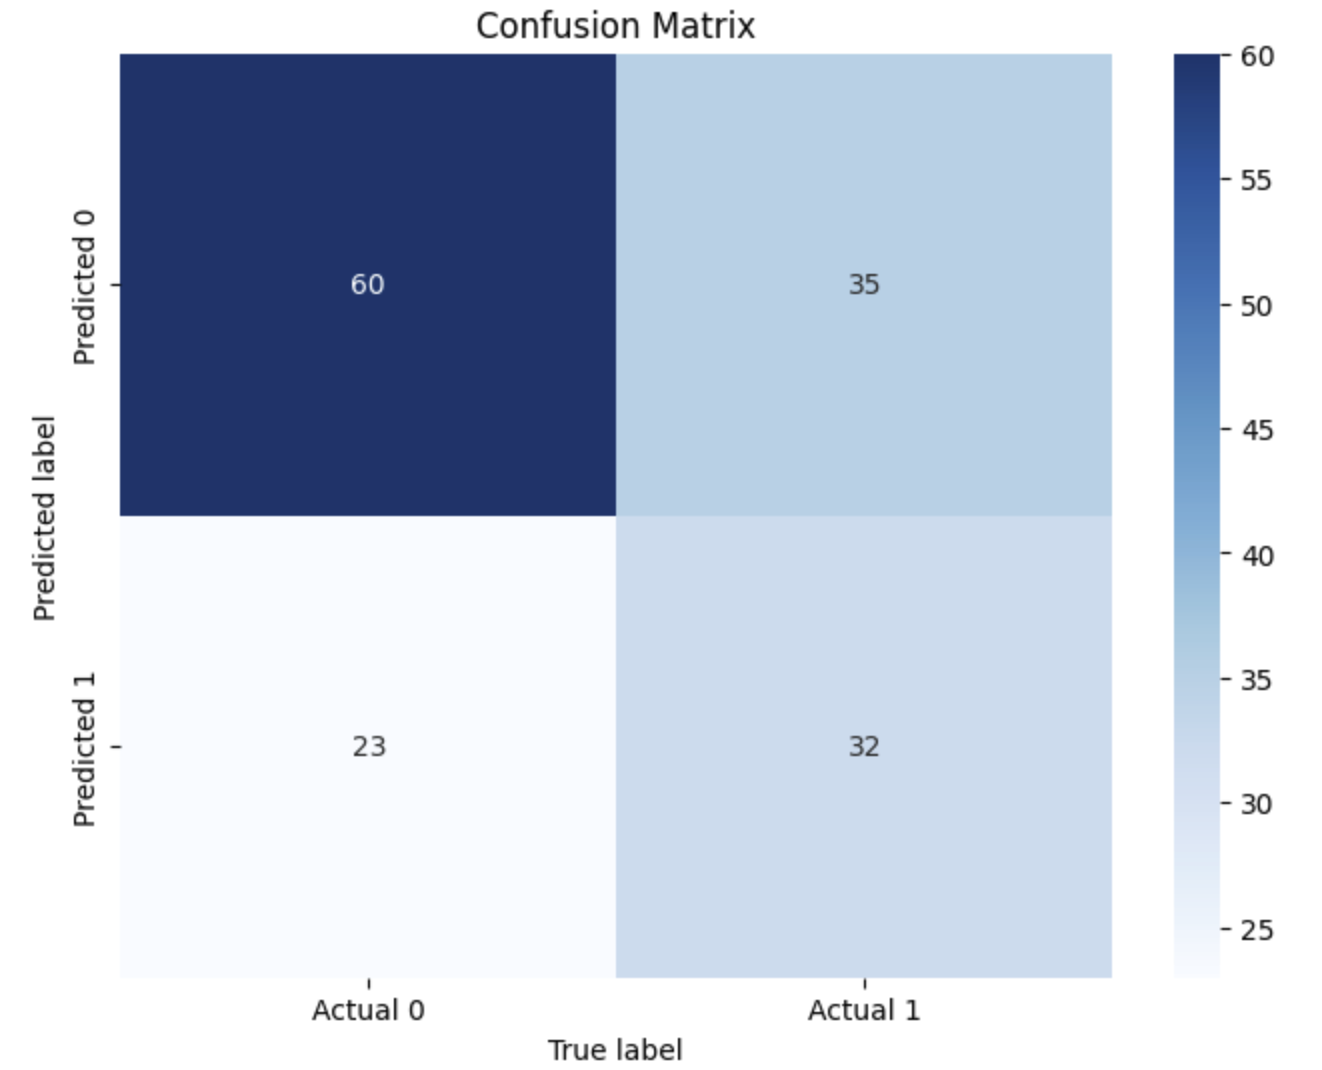 Confusion Matrix
Predicted label
Predicted 0
Predicted 1
60
35
23
32
Actual 0
Actual 1
True label
60
55
50
45
40
35
30
25